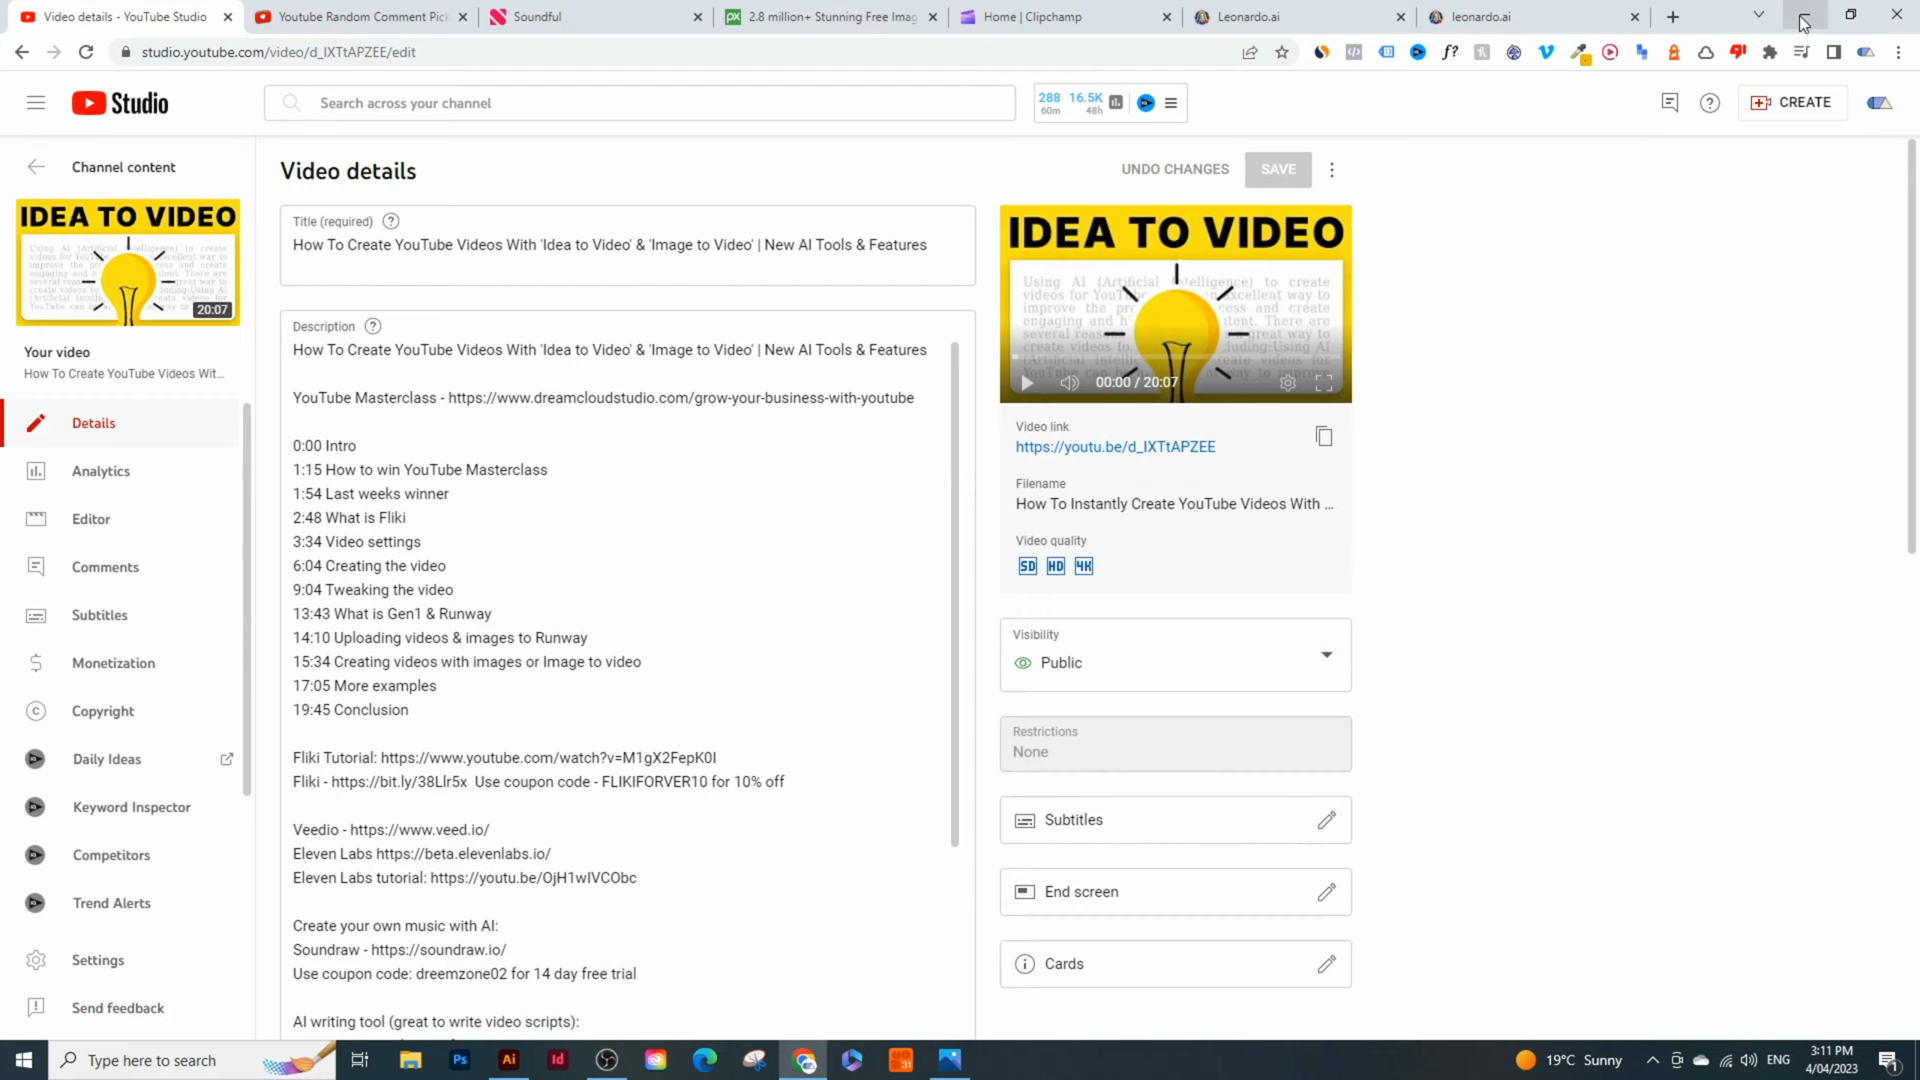 Video details - YouTube Studio
Youtube Random Comment Pick
Soundful
2.8 million+ Stunning Free Imag
Home | Clipchamp
Leonardo.ai
leonardo.ai
studio.youtube.com/video/d_IXTtAPZEE/edit
Studio
Search across your channel
288 16.5K
60m 48h
CREATE
Channel content
IDEA TO VIDEO
20:07
Your video
How To Create YouTube Videos Wit...
Details
Analytics
Editor
Comments
Subtitles
Monetization
Copyright
Daily Ideas
Keyword Inspector
Competitors
Trend Alerts
Settings
Send feedback
Video details
UNDO CHANGES
SAVE
Title (required)
How To Create YouTube Videos With 'Idea to Video' & 'Image to Video' | New AI Tools & Features
Description
How To Create YouTube Videos With 'Idea to Video' & 'Image to Video' | New AI Tools & Features
YouTube Masterclass - https://www.dreamcloudstudio.com/grow-your-business-with-youtube
0:00 Intro
1:15 How to win YouTube Masterclass
1:54 Last weeks winner
2:48 What is Fliki
3:34 Video settings
6:04 Creating the video
9:04 Tweaking the video
13:43 What is Gen1 & Runway
14:10 Uploading videos & images to Runway
15:34 Creating videos with images or Image to video
17:05 More examples
19:45 Conclusion
Fliki Tutorial: https://www.youtube.com/watch?v=M1gX2FepK0I
Fliki - https://bit.ly/38Llr5x Use coupon code - FLIKIFORVER10 for 10% off
Veedio - https://www.veed.io/
Eleven Labs https://beta.elevenlabs.io/
Eleven Labs tutorial: https://youtu.be/OjH1wIVCObc
Create your own music with AI:
Soundraw - https://soundraw.io/
Use coupon code: dreemzone02 for 14 day free trial
AI writing tool (great to write video scripts):
IDEA TO VIDEO
Using AI (Artificial Intelligence) to create
00:00 / 20:07
Video link
https://youtu.be/d_IXTtAPZEE
Filename
How To Instantly Create YouTube Videos With ...
Video quality
SD HD 4K
Visibility
Public
Restrictions
None
Subtitles
End screen
Cards
Type here to search
19°C Sunny
ENG
3:11 PM
4/04/2023